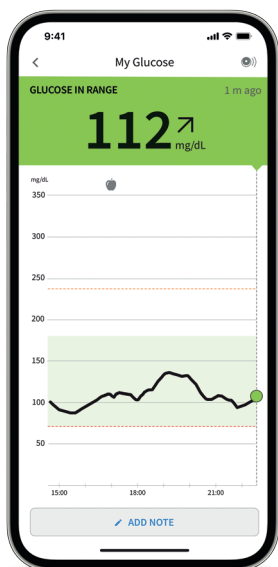 9:41
My Glucose
GLUCOSE IN RANGE
1 m ago
112
mg/dL
mg/dL
350
300
250
200
150
100
50
15:00
18:00
21:00
ADD NOTE